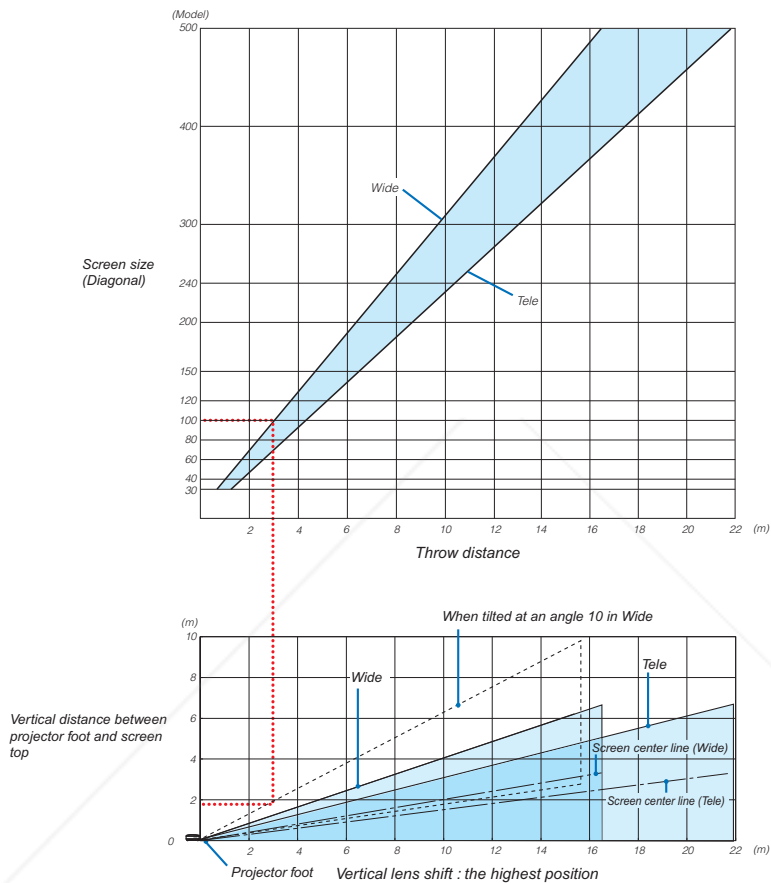 (Model)
500
400
300
240
200
150
120
100
80
60
40
30
Screen size
(Diagonal)
Wide
Tele
2 4 6 8 10 12 14 16 18 20 22 (m)
Throw distance
(m)
When tilted at an angle 10 in Wide
10
8
6
4
2
0
Wide
Tele
Vertical distance between
projector foot and screen
top
Screen center line (Wide)
Screen center line (Tele)
2 4 6 8 10 12 14 16 18 20 22 (m)
Projector foot
Vertical lens shift : the highest position